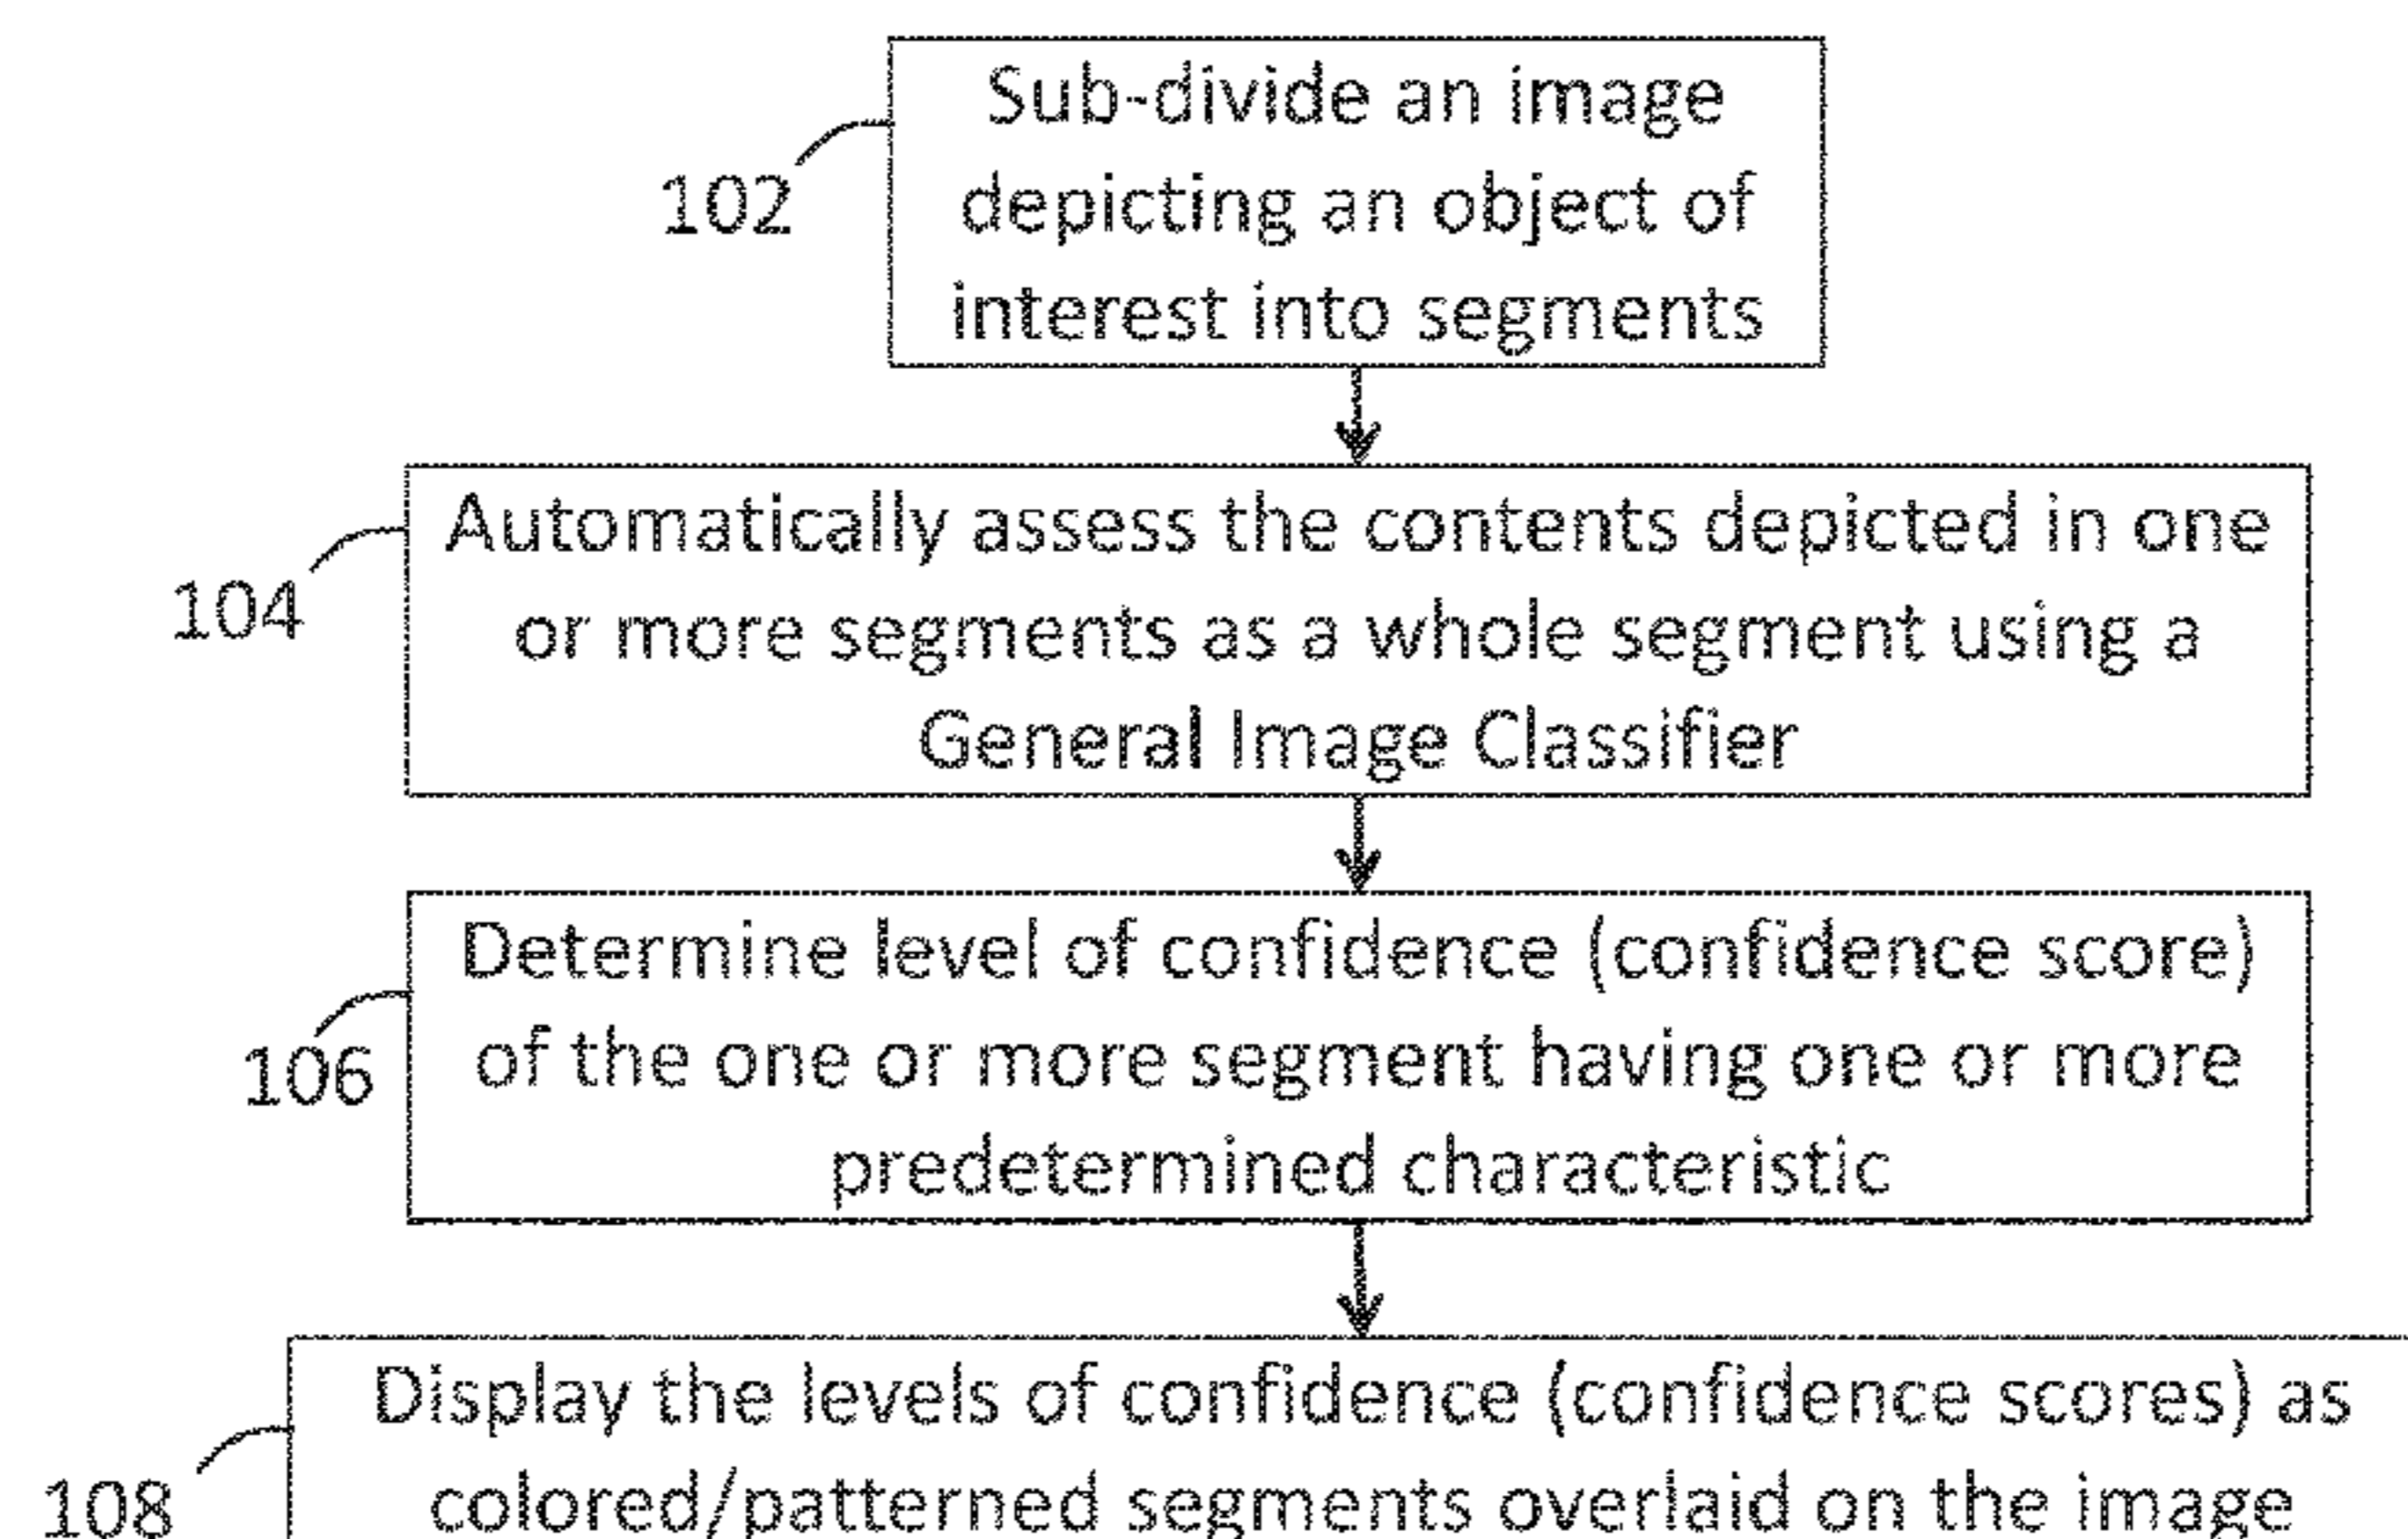 Sub-divide an image
depicting an object of
interest into segments
102
Automatically assess the contents depicted in one
or more segments as a whole segment using a
General Image Classifier
104
Determine level of confidence (confidence score)
of the one or more segment having one or more
predetermined characteristic
106
Display the levels of confidence (confidence scores) as
colored/patterned segments overlaid on the image
108